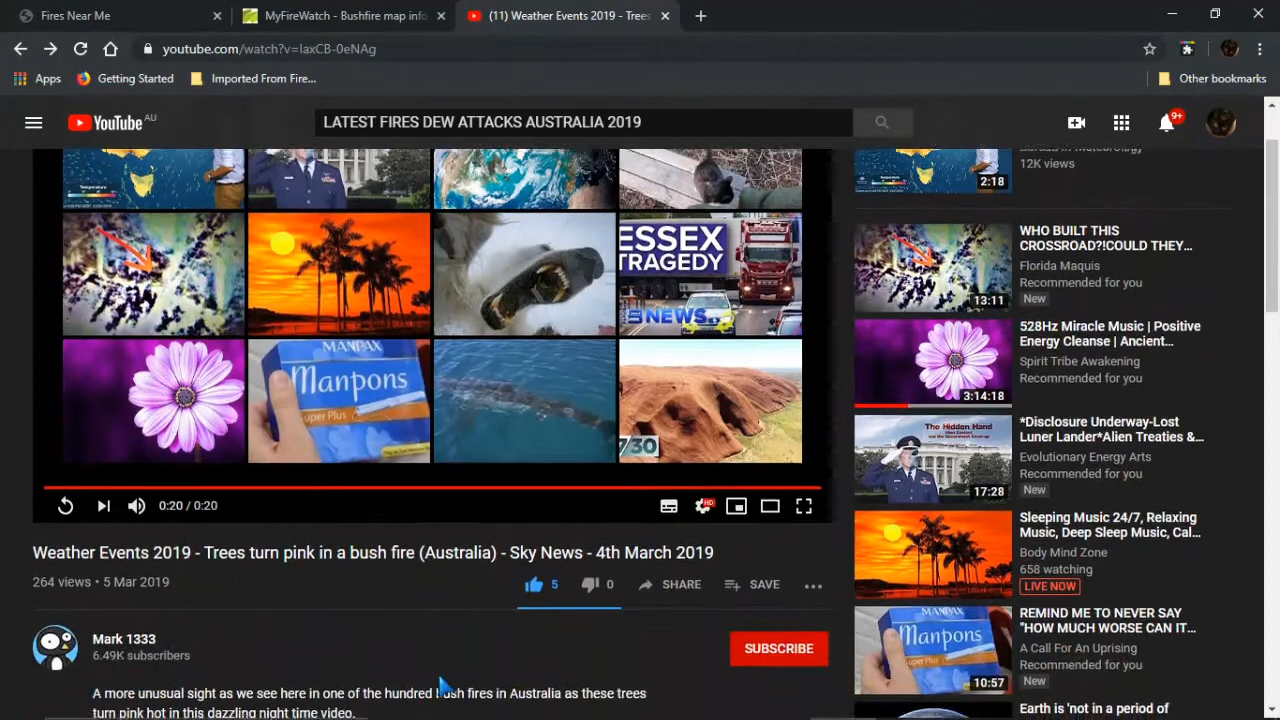 Fires Near Me
MyFireWatch - Bushfire map info
(11) Weather Events 2019 - Trees
youtube.com/watch?v=laxCB-0eNAg
Apps
Getting Started
Imported From Fire...
Other bookmarks
YouTube AU
LATEST FIRES DEW ATTACKS AUSTRALIA 2019
9+
Temperature
ESSEX
TRAGEDY
5 NEWS
MANPAX
Manpons
Super Plus
7.30
0:20 / 0:20
HD
Weather Events 2019 - Trees turn pink in a bush fire (Australia) - Sky News - 4th March 2019
264 views • 5 Mar 2019
5
0
SHARE
SAVE
Mark 1333
6.49K subscribers
SUBSCRIBE
A more unusual sight as we see here in one of the hundred bush fires in Australia as these trees
turn pink hot in this dazzling night time video.
12K views
2:18
WHO BUILT THIS
CROSSROAD?!COULD THEY...
Florida Maquis
Recommended for you
New
13:11
528Hz Miracle Music | Positive
Energy Cleanse | Ancient...
Spirit Tribe Awakening
Recommended for you
3:14:18
*Disclosure Underway-Lost
Luner Lander*Alien Treaties &...
Evolutionary Energy Arts
Recommended for you
New
The Hidden Hand
17:28
Sleeping Music 24/7, Relaxing
Music, Deep Sleep Music, Cal...
Body Mind Zone
658 watching
LIVE NOW
REMIND ME TO NEVER SAY
"HOW MUCH WORSE CAN IT...
A Call For An Uprising
Recommended for you
New
MANPAX
Manpons
Super Plus
10:57
Earth is 'not in a period of